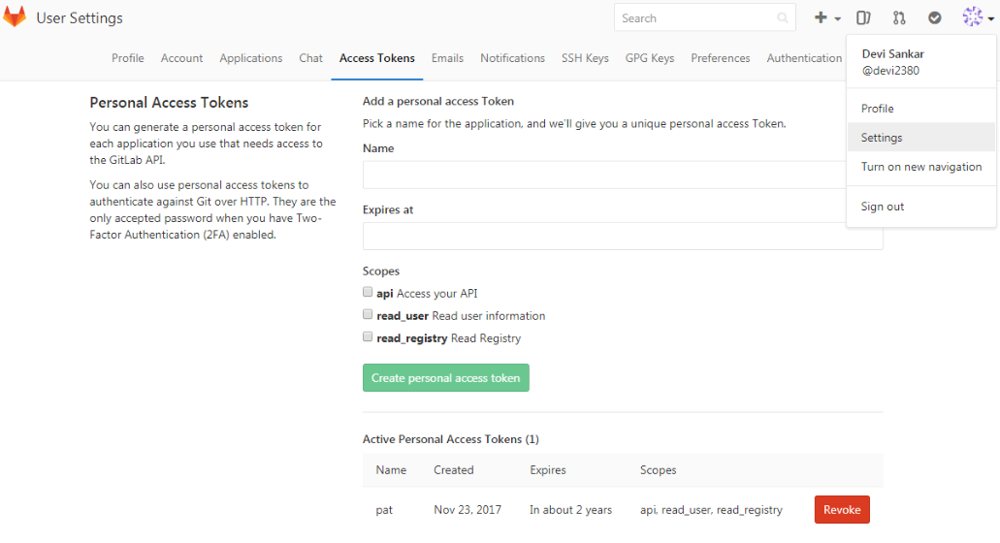 User Settings
Search
Profile Account Applications Chat Access Tokens Emails Notifications SSH Keys GPG Keys Preferences Authentication
Devi Sankar
@devi2380
Profile
Settings
Turn on new navigation
Sign out
Personal Access Tokens
You can generate a personal access token for
each application you use that needs access to
the GitLab API.
You can also use personal access tokens to
authenticate against Git over HTTP. They are the
only accepted password when you have Two-
Factor Authentication (2FA) enabled.
Add a personal access Token
Pick a name for the application, and we'll give you a unique personal access Token.
Name
Expires at
Scopes
api Access your API
read_user Read user information
read_registry Read Registry
Create personal access token
Active Personal Access Tokens (1)
Name Created Expires Scopes
pat Nov 23, 2017 In about 2 years api, read_user, read_registry Revoke